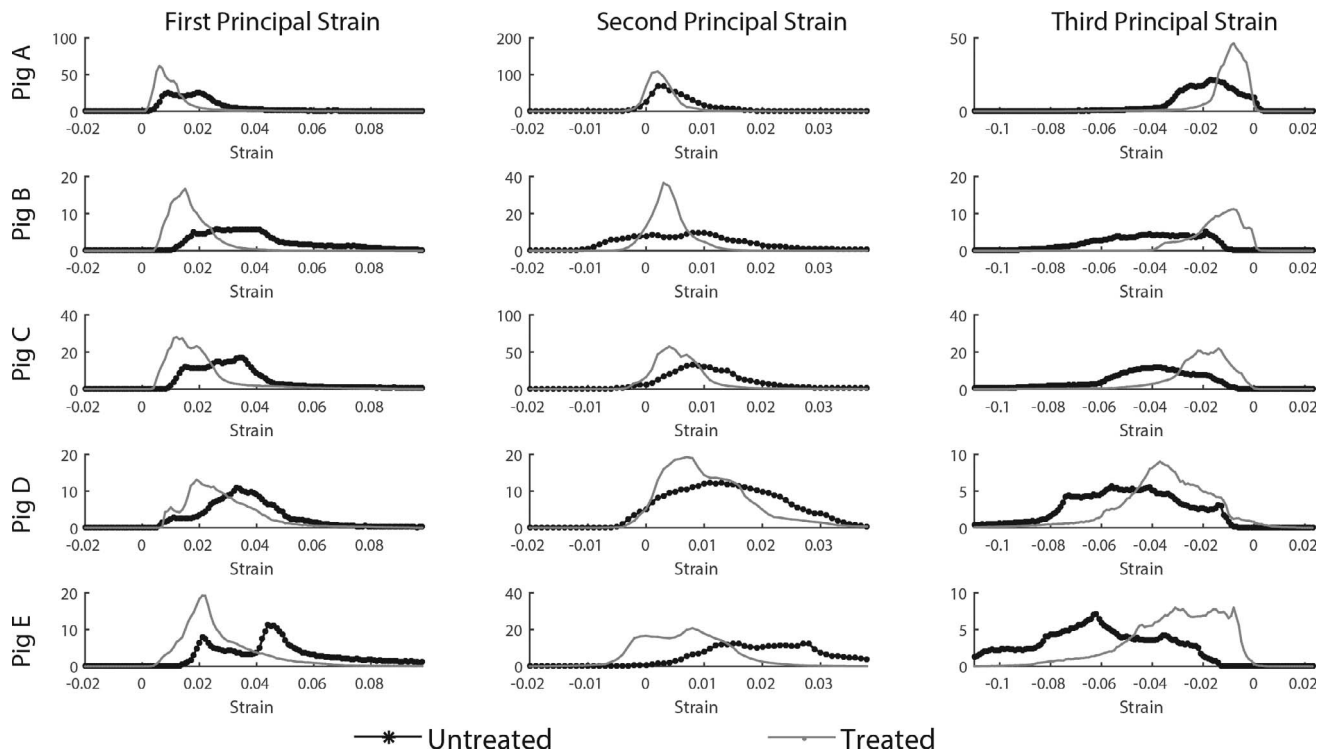 First Principal Strain Second Principal Strain Third Principal Strain
Pig A
100 200 50
50 100
0 0 0
-0.02 0 0.02 0.04 0.06 0.08 -0.02 -0.01 0 0.01 0.02 0.03 -0.1 -0.08 -0.06 -0.04 -0.02 0 0.02
Strain Strain Strain
Pig B
20 40 20
10 20 10
0 0 0
-0.02 0 0.02 0.04 0.06 0.08 -0.02 -0.01 0 0.01 0.02 0.03 -0.1 -0.08 -0.06 -0.04 -0.02 0 0.02
Strain Strain Strain
Pig C
40 100 40
20 50 20
0 0 0
-0.02 0 0.02 0.04 0.06 0.08 -0.02 -0.01 0 0.01 0.02 0.03 -0.1 -0.08 -0.06 -0.04 -0.02 0 0.02
Strain Strain Strain
Pig D
20 20 10
10 10 5
0 0 0
-0.02 0 0.02 0.04 0.06 0.08 -0.02 -0.01 0 0.01 0.02 0.03 -0.1 -0.08 -0.06 -0.04 -0.02 0 0.02
Strain Strain Strain
Pig E
20 40 10
10 20 5
0 0 0
-0.02 0 0.02 0.04 0.06 0.08 -0.02 -0.01 0 0.01 0.02 0.03 -0.1 -0.08 -0.06 -0.04 -0.02 0 0.02
Strain Strain Strain
Untreated Treated